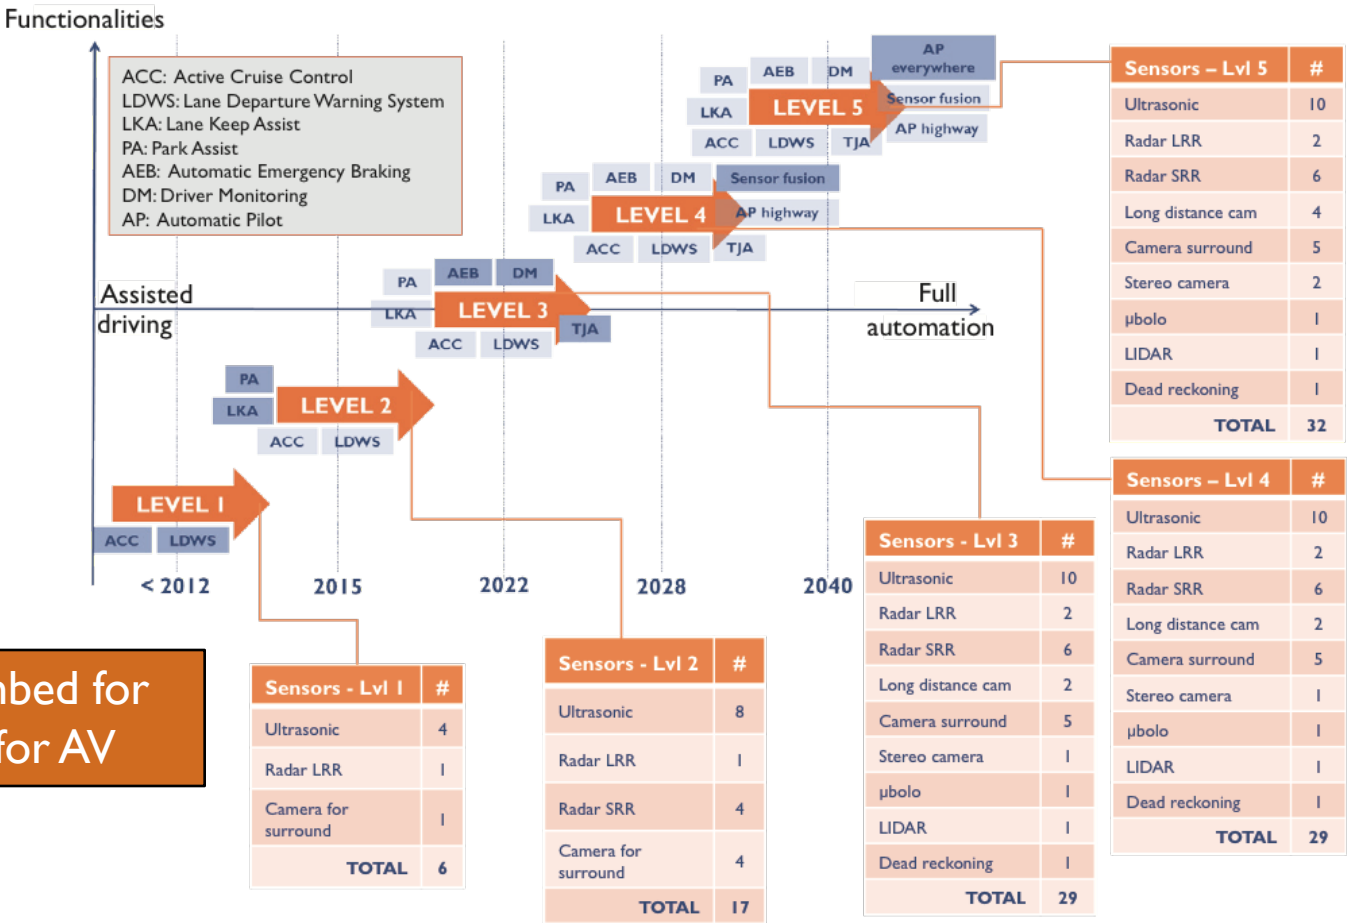 Functionalities
ACC: Active Cruise Control
LDWS: Lane Departure Warning System
LKA: Lane Keep Assist
PA: Park Assist
AEB: Automatic Emergency Braking
DM: Driver Monitoring
AP: Automatic Pilot
AP everywhere
PA AEB DM
LKA LEVEL 5 Sensor fusion
AP highway
ACC LDWS TJA
PA AEB DM Sensor fusion
LKA LEVEL 4 AP highway
ACC LDWS TJA
PA AEB DM
LKA LEVEL 3 TJA
ACC LDWS
Assisted
driving
Full
automation
PA
LKA LEVEL 2
ACC LDWS
LEVEL 1
ACC LDWS
< 2012 2015 2022 2028 2040
for
for AV
Sensors - Lvl 1 #
Ultrasonic 4
Radar LRR 1
Camera for
surround 1
TOTAL 6
Sensors - Lvl 2 #
Ultrasonic 8
Radar LRR 1
Radar SRR 4
Camera for
surround 4
TOTAL 17
Sensors - Lvl 3 #
Ultrasonic 10
Radar LRR 2
Radar SRR 6
Long distance cam 2
Camera surround 5
Stereo camera 1
µbolo 1
LIDAR 1
Dead reckoning 1
TOTAL 29
Sensors – Lvl 4 #
Ultrasonic 10
Radar LRR 2
Radar SRR 6
Long distance cam 2
Camera surround 5
Stereo camera 1
µbolo 1
LIDAR 1
Dead reckoning 1
TOTAL 29
Sensors – Lvl 5 #
Ultrasonic 10
Radar LRR 2
Radar SRR 6
Long distance cam 4
Camera surround 5
Stereo camera 2
µbolo 1
LIDAR 1
Dead reckoning 1
TOTAL 32